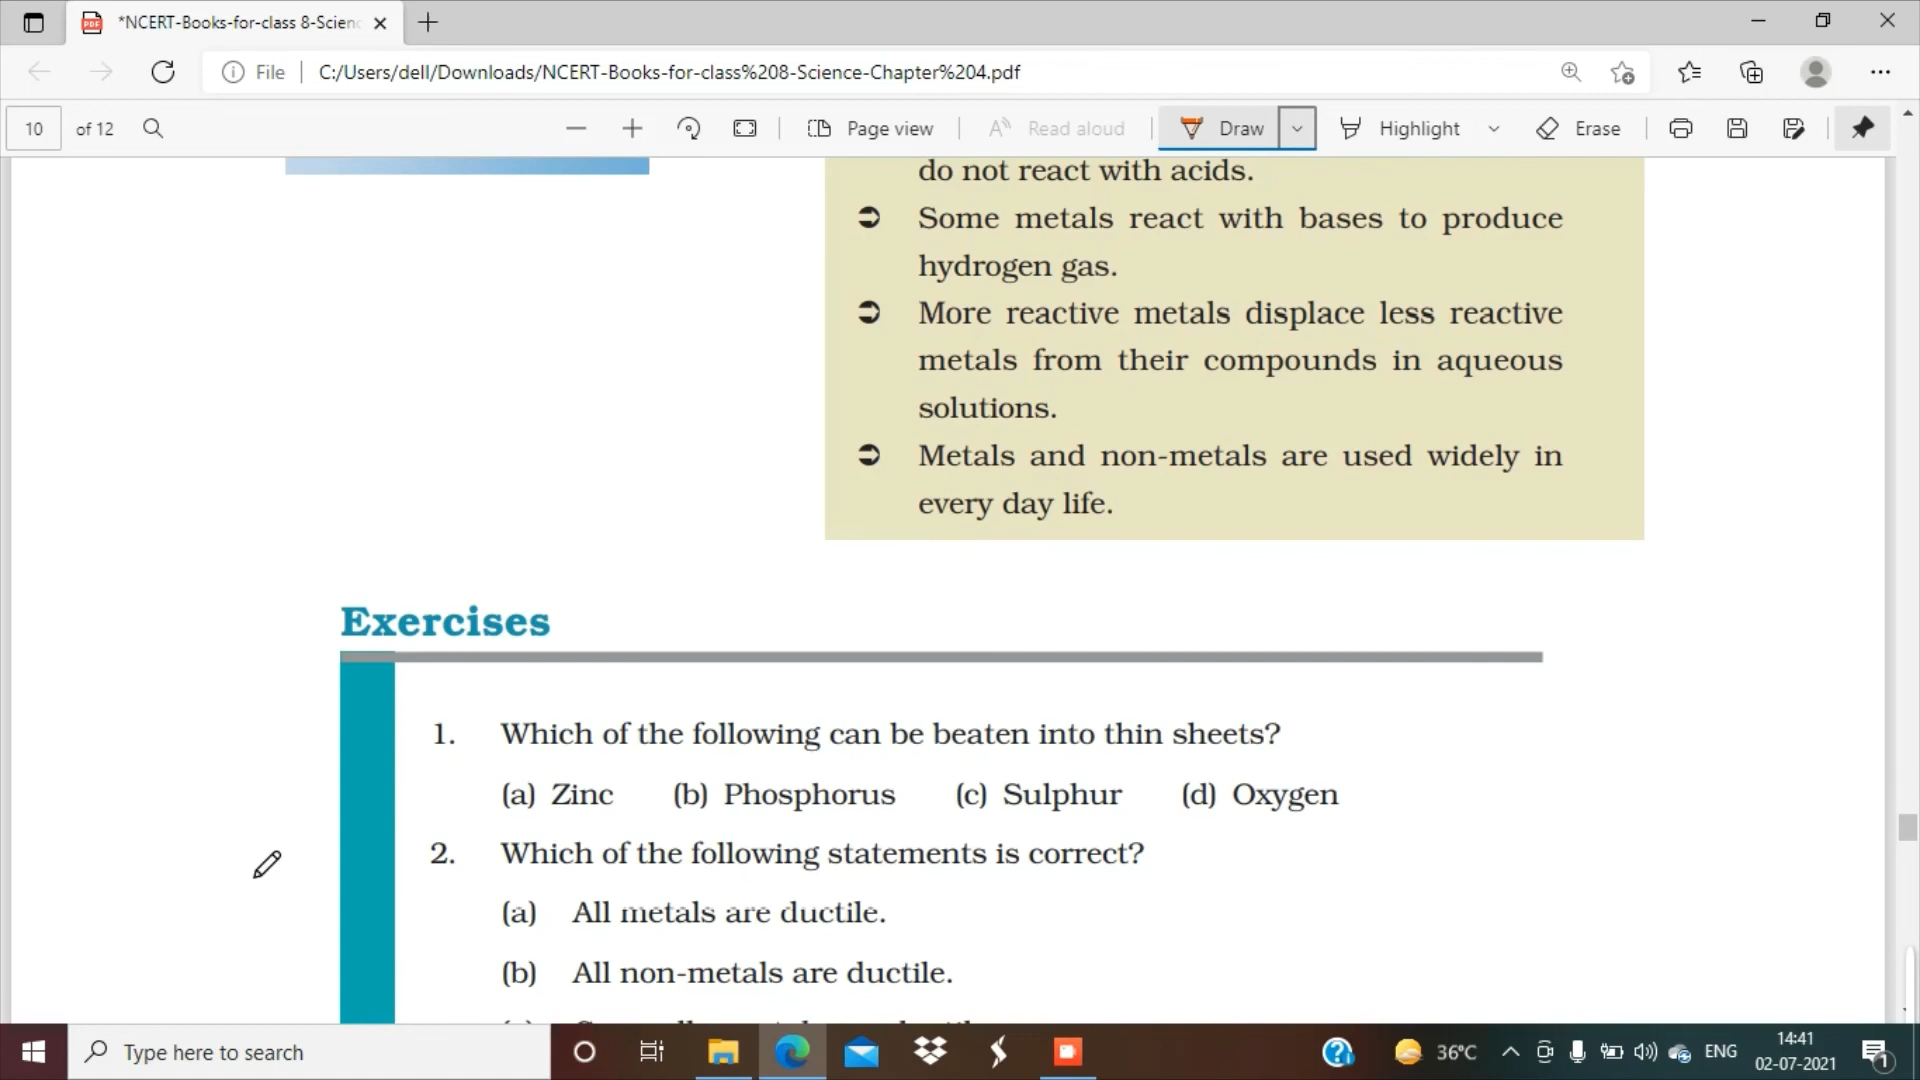 *NCERT-Books-for-class 8-Scien
File
C:/Users/dell/Downloads/NCERT-Books-for-class%208-Science-Chapter%204.pdf
10 of 12
Page view
Read aloud
Draw
Highlight
Erase
do not react with acids.
➲ Some metals react with bases to produce
hydrogen gas.
➲ More reactive metals displace less reactive
metals from their compounds in aqueous
solutions.
➲ Metals and non-metals are used widely in
every day life.
Exercises
1. Which of the following can be beaten into thin sheets?
(a) Zinc (b) Phosphorus (c) Sulphur (d) Oxygen
2. Which of the following statements is correct?
(a) All metals are ductile.
(b) All non-metals are ductile.
Type here to search
36°C
ENG
14:41
02-07-2021
1